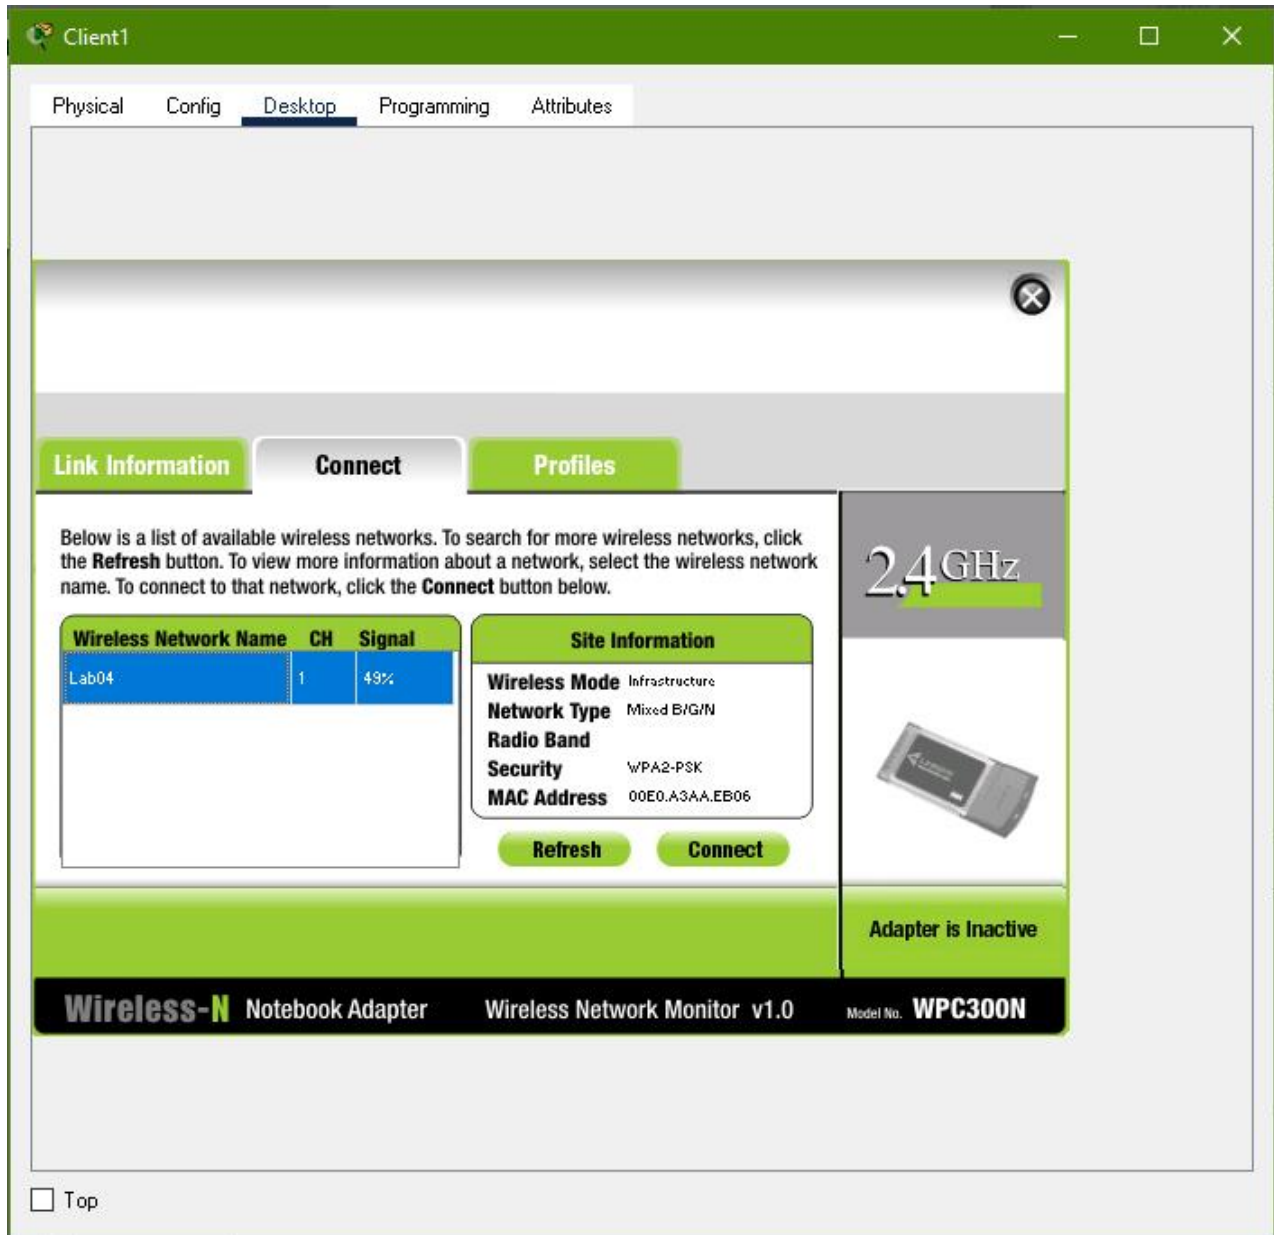 Client1
Physical Config Desktop Programming Attributes
Link Information Connect Profiles
Below is a list of available wireless networks. To search for more wireless networks, click
the Refresh button. To view more information about a network, select the wireless network
name. To connect to that network, click the Connect button below.
2.4GHz
Wireless Network Name CH Signal
Lab04 1 49%
Site Information
Wireless Mode Infrastructure
Network Type Mixed B/G/N
Radio Band
Security WPA2-PSK
MAC Address 00E0.A3AA.EB06
Refresh Connect
Adapter is Inactive
Wireless-N Notebook Adapter Wireless Network Monitor v1.0 Model No. WPC300N
Top